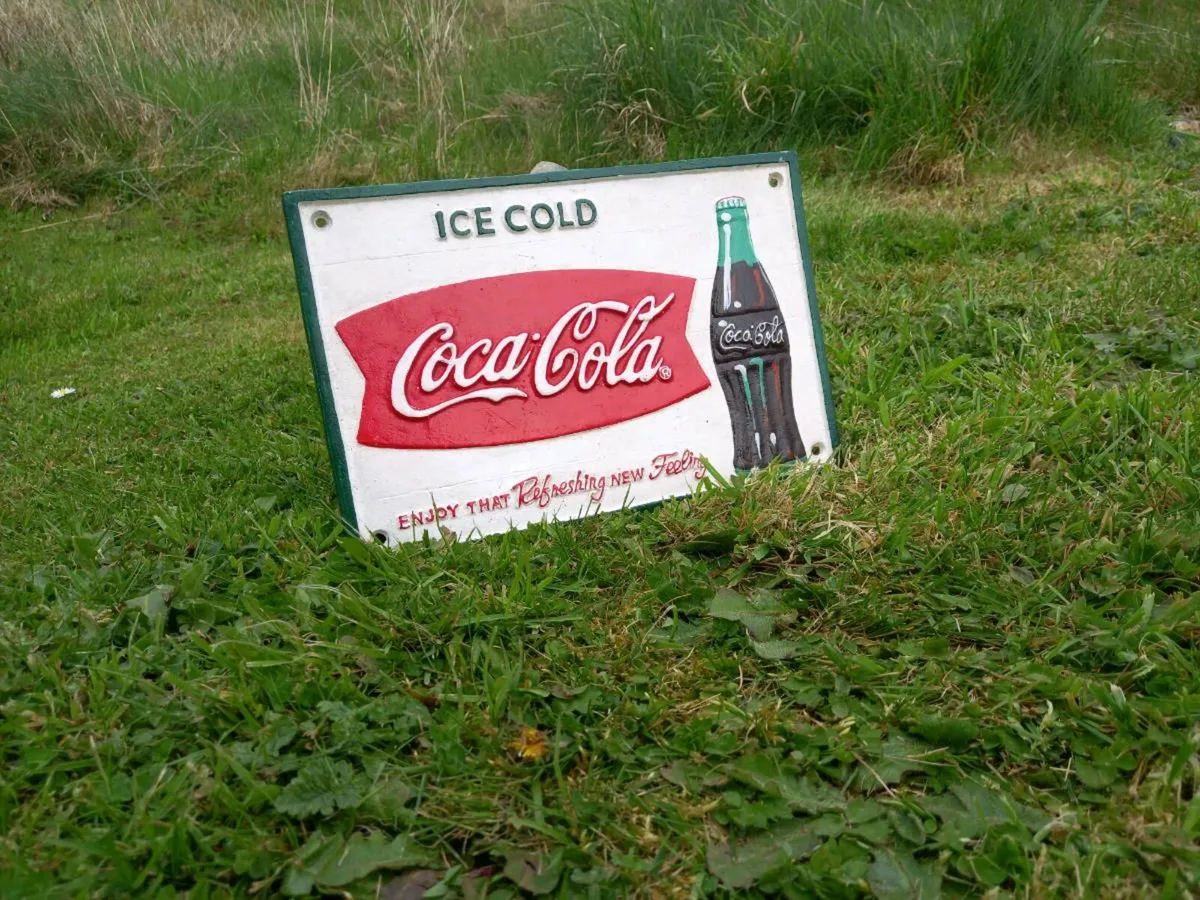 ICE COLD
Coca-Cola®
Coca-Cola
ENJOY THAT Refreshing NEW Feeling